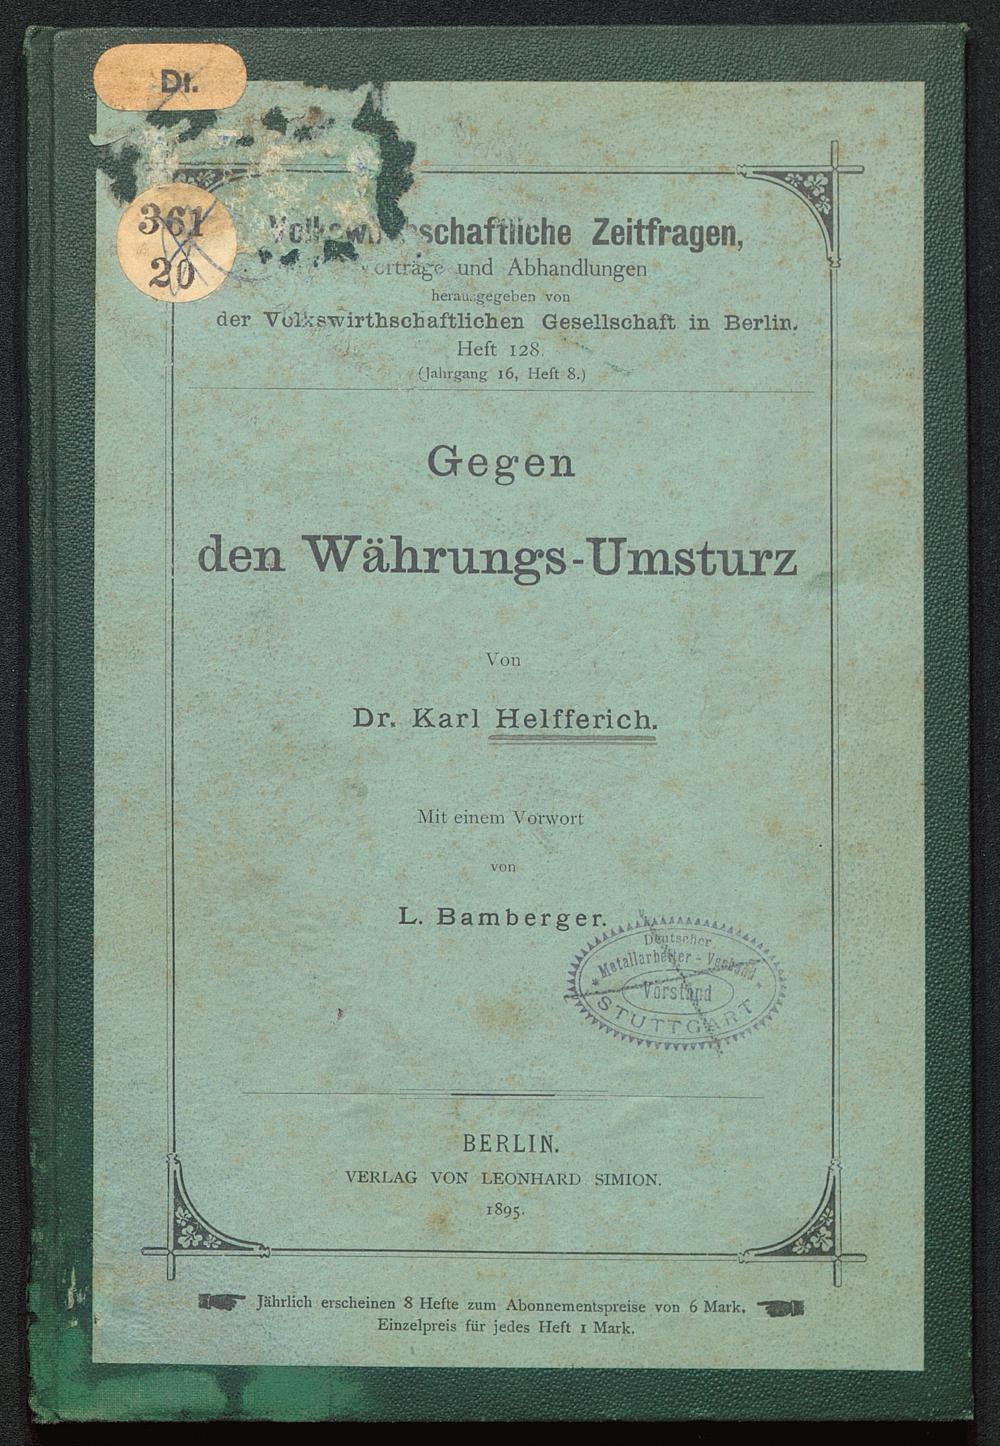 Dr.
361
20
schaftliche Zeitfragen,
und Abhandlungen
herausgegeben von
der Volkswirthschaftlichen Gesellschaft in Berlin.
Heft 128.
(Jahrgang 16, Heft 8.)
Gegen
den Währungs-Umsturz
Von
Dr. Karl Helfferich.
Mit einem Vorwort
von
L. Bamberger.
Deutscher
* Metallarbeiter-Verband *
Vorstand
STUTTGART
BERLIN.
VERLAG VON LEONHARD SIMION.
1895.
Jährlich erscheinen 8 Hefte zum Abonnementspreise von 6 Mark.
Einzelpreis für jedes Heft 1 Mark.